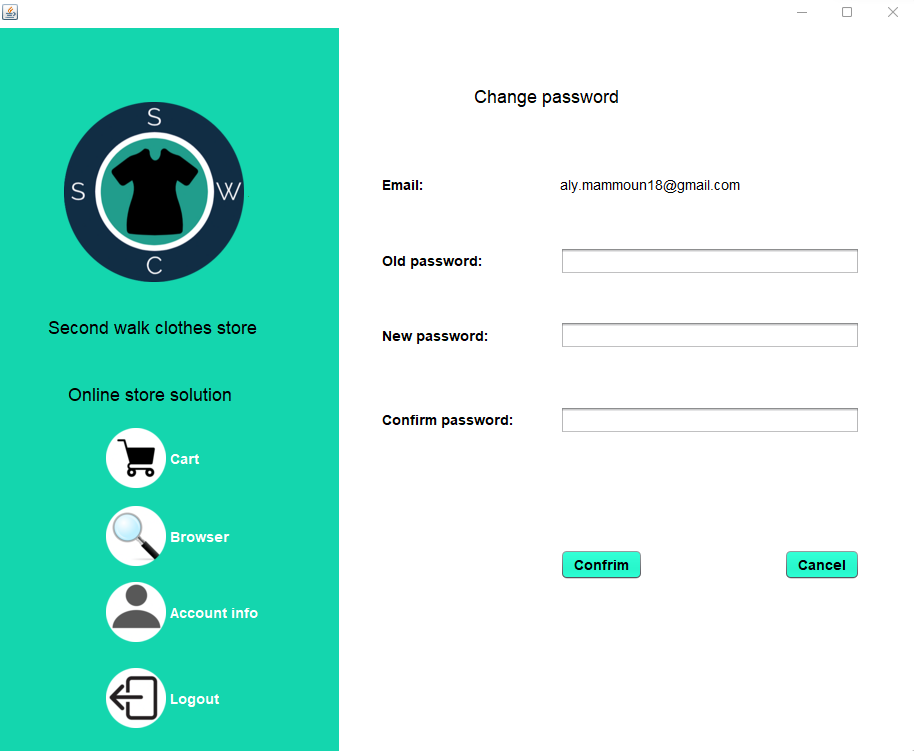 S
S W
C
Second walk clothes store
Online store solution
Cart
Browser
Account info
Logout
Change password
Email: aly.mammoun18@gmail.com
Old password:
New password:
Confirm password:
Confrim Cancel